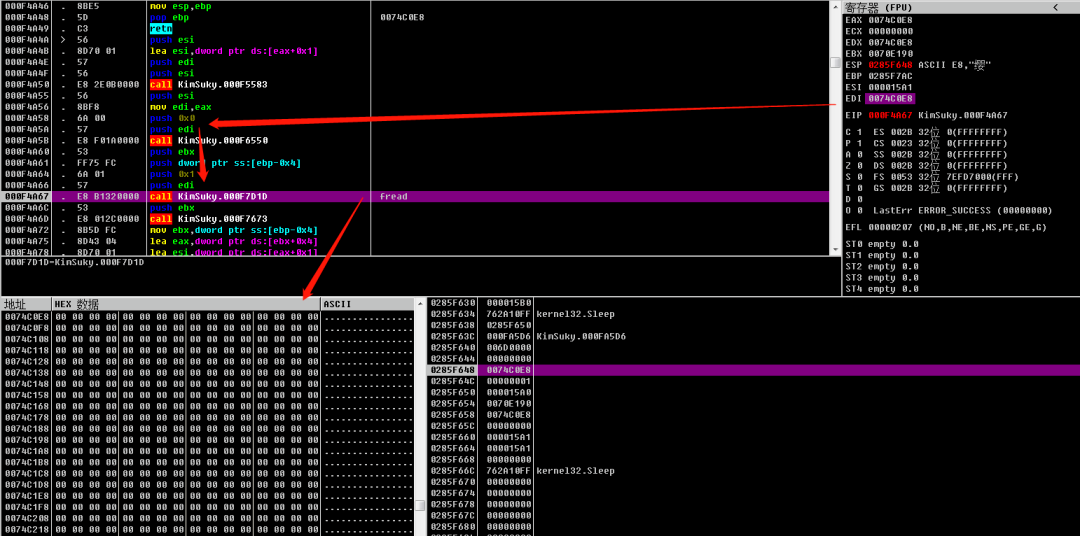 000F4A46 . 8BE5 mov esp,ebp
000F4A48 . 5D pop ebp 0074C0E8
000F4A49 . C3 retn
000F4A4A > 56 push esi
000F4A4B . 8D70 01 lea esi,dword ptr ds:[eax+0x1]
000F4A4E . 57 push edi
000F4A4F . 56 push esi
000F4A50 . E8 2E0B0000 call KimSuky.000F5583
000F4A55 . 56 push esi
000F4A56 . 8BF8 mov edi,eax
000F4A58 . 6A 00 push 0x0
000F4A5A . 57 push edi
000F4A5B . E8 F01A0000 call KimSuky.000F6550
000F4A60 . 53 push ebx
000F4A61 . FF75 FC push dword ptr ss:[ebp-0x4]
000F4A64 . 6A 01 push 0x1
000F4A66 . 57 push edi
000F4A67 . E8 B1320000 call KimSuky.000F7D1D fread
000F4A6C . 53 push ebx
000F4A6D . E8 012C0000 call KimSuky.000F7673
000F4A72 . 8B5D FC mov ebx,dword ptr ss:[ebp-0x4]
000F4A75 . 8D43 04 lea eax,dword ptr ds:[ebx+0x4]
000F4A78 . 8D70 01 lea esi,dword ptr ds:[eax+0x1]
000F7D1D=KimSuky.000F7D1D
寄存器 (FPU) <
EAX 0074C0E8
ECX 00000000
EDX 0074C0E8
EBX 0070E190
ESP 0285F648 ASCII E8,"缨"
EBP 0285F7AC
ESI 000015A1
EDI 0074C0E8
EIP 000F4A67 KimSuky.000F4A67
C 1 ES 002B 32位 0(FFFFFFFF)
P 1 CS 0023 32位 0(FFFFFFFF)
A 0 SS 002B 32位 0(FFFFFFFF)
Z 0 DS 002B 32位 0(FFFFFFFF)
S 0 FS 0053 32位 7EFD7000(FFF)
T 0 GS 002B 32位 0(FFFFFFFF)
D 0
O 0 LastErr ERROR_SUCCESS (00000000)
EFL 00000207 (NO,B,NE,BE,NS,PE,GE,G)
ST0 empty 0.0
ST1 empty 0.0
ST2 empty 0.0
ST3 empty 0.0
ST4 empty 0.0
地址 HEX 数据 ASCII
0074C0E8 00 00 00 00 00 00 00 00 00 00 00 00 00 00 00 00 ................
0074C0F8 00 00 00 00 00 00 00 00 00 00 00 00 00 00 00 00 ................
0074C108 00 00 00 00 00 00 00 00 00 00 00 00 00 00 00 00 ................
0074C118 00 00 00 00 00 00 00 00 00 00 00 00 00 00 00 00 ................
0074C128 00 00 00 00 00 00 00 00 00 00 00 00 00 00 00 00 ................
0074C138 00 00 00 00 00 00 00 00 00 00 00 00 00 00 00 00 ................
0074C148 00 00 00 00 00 00 00 00 00 00 00 00 00 00 00 00 ................
0074C158 00 00 00 00 00 00 00 00 00 00 00 00 00 00 00 00 ................
0074C168 00 00 00 00 00 00 00 00 00 00 00 00 00 00 00 00 ................
0074C178 00 00 00 00 00 00 00 00 00 00 00 00 00 00 00 00 ................
0074C188 00 00 00 00 00 00 00 00 00 00 00 00 00 00 00 00 ................
0074C198 00 00 00 00 00 00 00 00 00 00 00 00 00 00 00 00 ................
0074C1A8 00 00 00 00 00 00 00 00 00 00 00 00 00 00 00 00 ................
0074C1B8 00 00 00 00 00 00 00 00 00 00 00 00 00 00 00 00 ................
0074C1C8 00 00 00 00 00 00 00 00 00 00 00 00 00 00 00 00 ................
0074C1D8 00 00 00 00 00 00 00 00 00 00 00 00 00 00 00 00 ................
0074C1E8 00 00 00 00 00 00 00 00 00 00 00 00 00 00 00 00 ................
0074C1F8 00 00 00 00 00 00 00 00 00 00 00 00 00 00 00 00 ................
0074C208 00 00 00 00 00 00 00 00 00 00 00 00 00 00 00 00 ................
0074C218 00 00 00 00 00 00 00 00 00 00 00 00 00 00 00 00 ................
0285F630 000015B0
0285F634 762A10FF kernel32.Sleep
0285F638 0285F650
0285F63C 000FA5D6 KimSuky.000FA5D6
0285F640 006D0000
0285F644 00000000
0285F648 0074C0E8
0285F64C 00000001
0285F650 000015A0
0285F654 0070E190
0285F658 0074C0E8
0285F65C 00000000
0285F660 000015A1
0285F664 000015A1
0285F668 00000000
0285F66C 762A10FF kernel32.Sleep
0285F670 00000000
0285F674 00000000
0285F678 00000000
0285F67C 00000000
0285F680 00000000